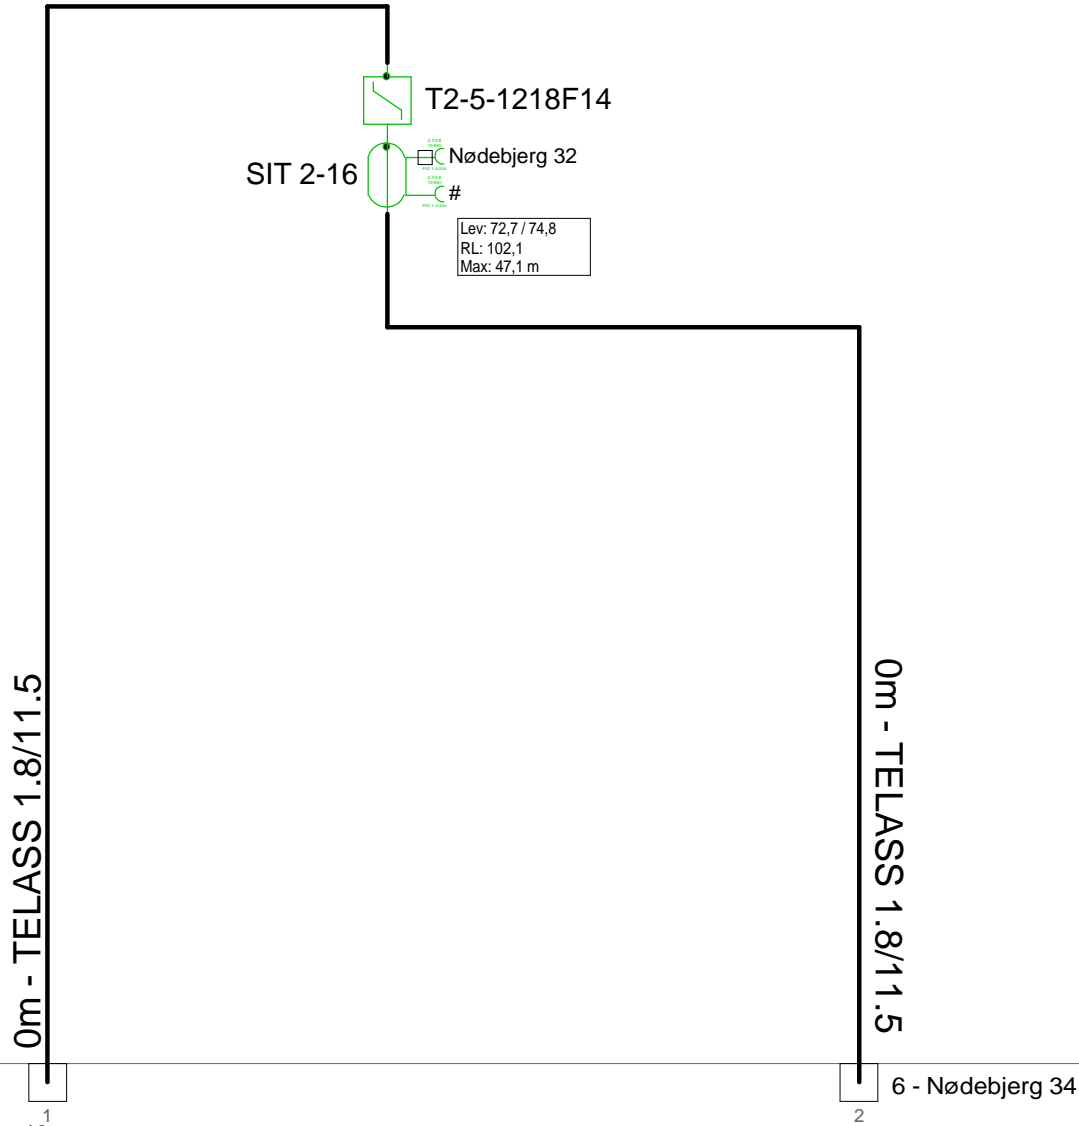 T2-5-1218F14
SIT 2-16
Nødebjerg 32
#
Lev: 72,7 / 74,8
RL: 102,1
Max: 47,1 m
0m - TELASS 1.8/11.5
0m - TELASS 1.8/11.5
6 - Nødebjerg 34
1
2